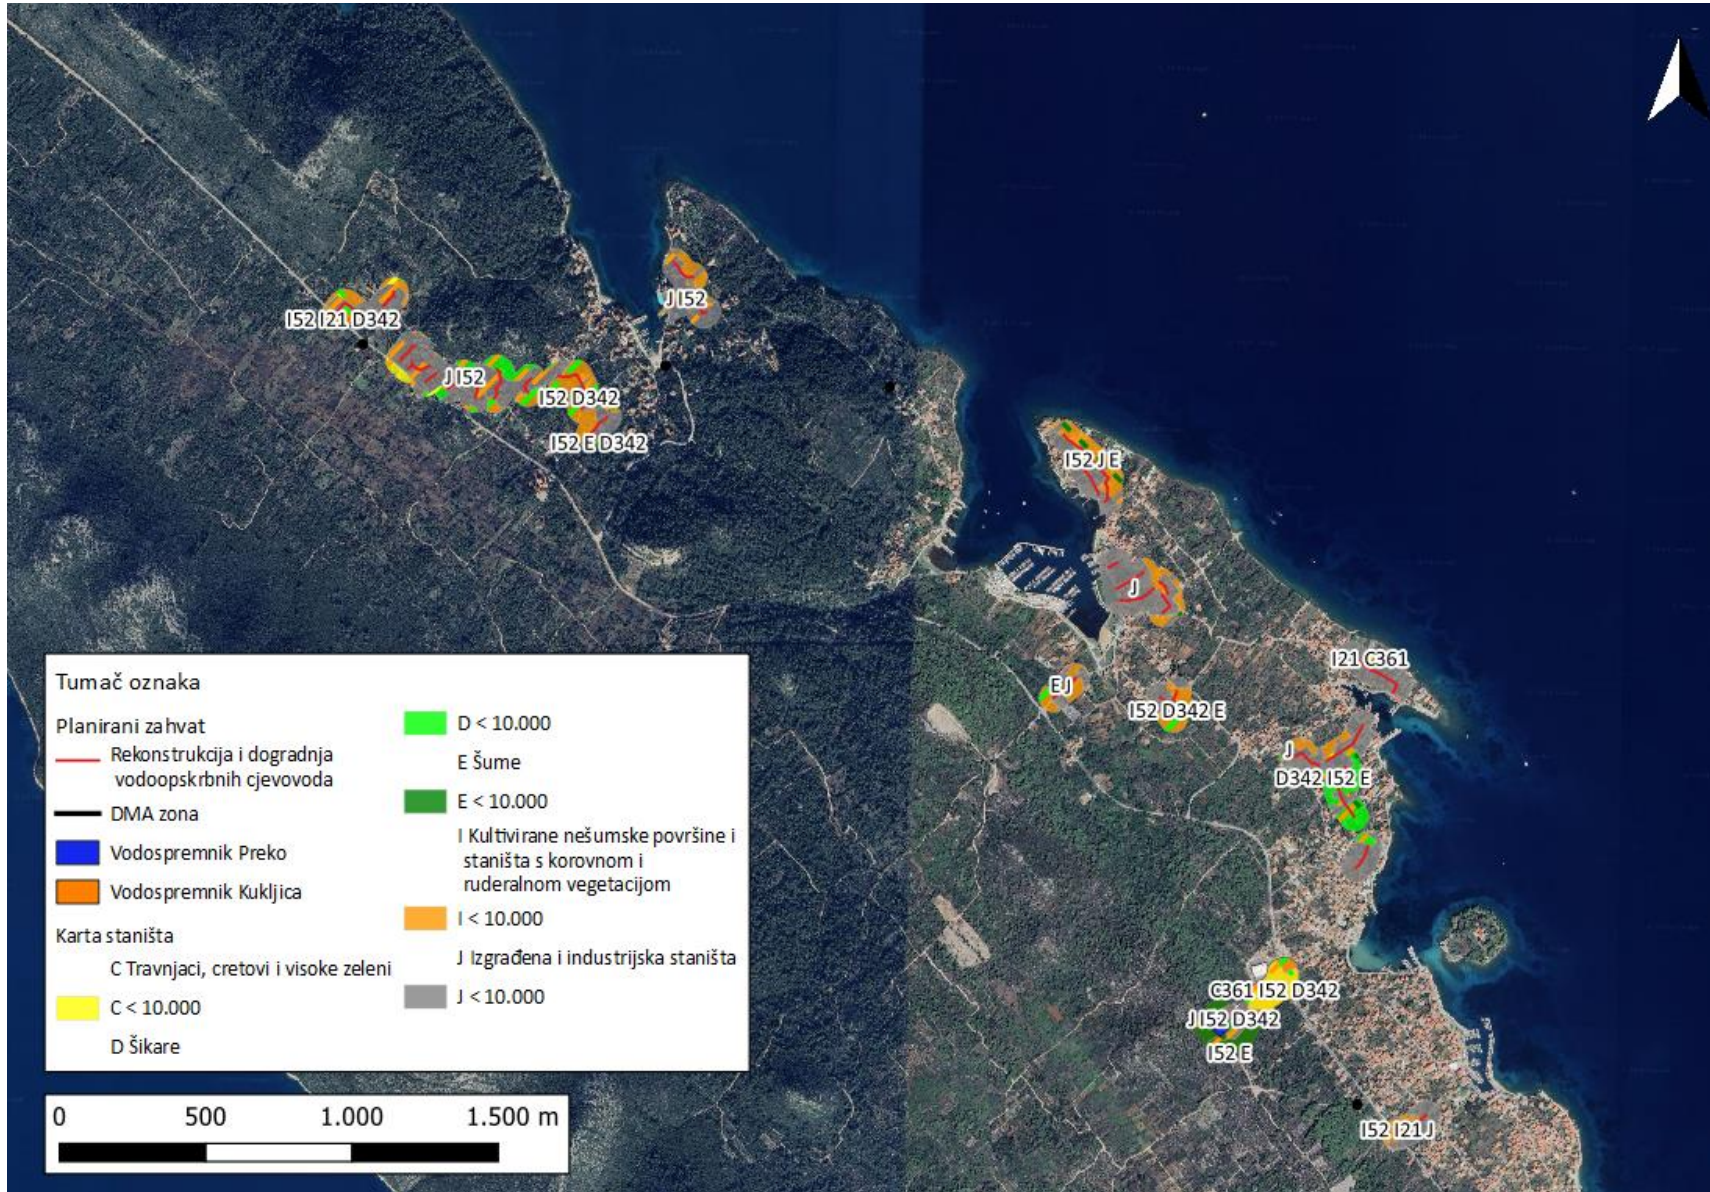 I52 I21 D342
J I52
J I52
I52 D342
I52 E D342
I52 J E
J
I21 C361
E J
I52 D342 E
J
D342 I52 E
C361 I52 D342
J I52 D342
I52 E
I52 I21 J
Tumač oznaka
Planirani zahvat
Rekonstrukcija i dogradnja
vodoopskrbnih cjevovoda
DMA zona
Vodospremnik Preko
Vodospremnik Kukljica
Karta staništa
C Travnjaci, cretovi i visoke zeleni
C < 10.000
D Šikare
D < 10.000
E Šume
E < 10.000
I Kultivirane nešumske površine i
staništa s korovnom i
ruderalnom vegetacijom
I < 10.000
J Izgrađena i industrijska staništa
J < 10.000
0 500 1.000 1.500 m